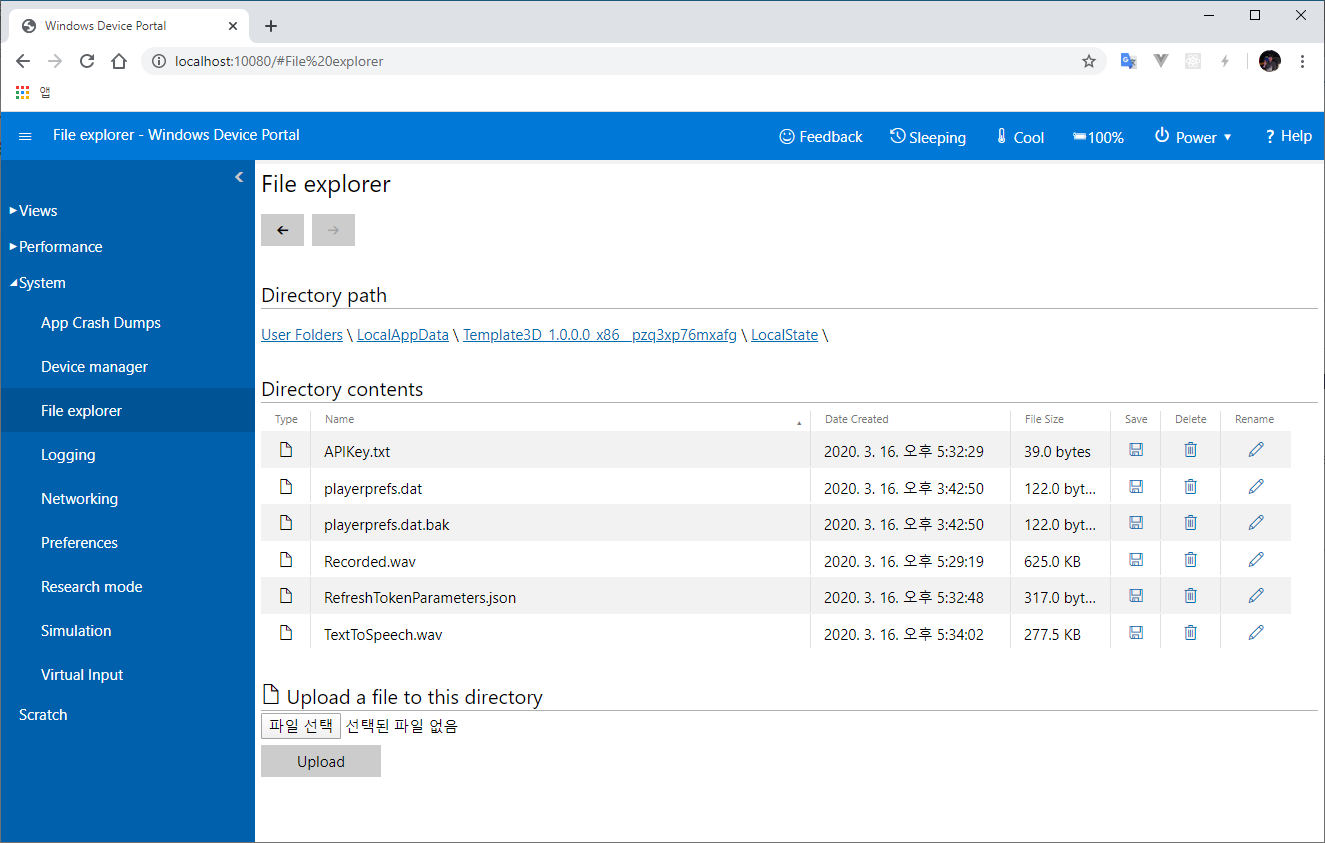 Windows Device Portal
localhost:10080/#File%20explorer
앱
File explorer - Windows Device Portal
Feedback
Sleeping
Cool
100%
Power
? Help
Views
Performance
System
App Crash Dumps
Device manager
File explorer
Logging
Networking
Preferences
Research mode
Simulation
Virtual Input
Scratch
File explorer
Directory path
User Folders \ LocalAppData \ Template3D_1.0.0.0_x86__pzq3xp76mxafg \ LocalState \
Directory contents
Type Name Date Created File Size Save Delete Rename
APIKey.txt 2020. 3. 16. 오후 5:32:29 39.0 bytes
playerprefs.dat 2020. 3. 16. 오후 3:42:50 122.0 byt...
playerprefs.dat.bak 2020. 3. 16. 오후 3:42:50 122.0 byt...
Recorded.wav 2020. 3. 16. 오후 5:29:19 625.0 KB
RefreshTokenParameters.json 2020. 3. 16. 오후 5:32:48 317.0 byt...
TextToSpeech.wav 2020. 3. 16. 오후 5:34:02 277.5 KB
Upload a file to this directory
파일 선택 선택된 파일 없음
Upload